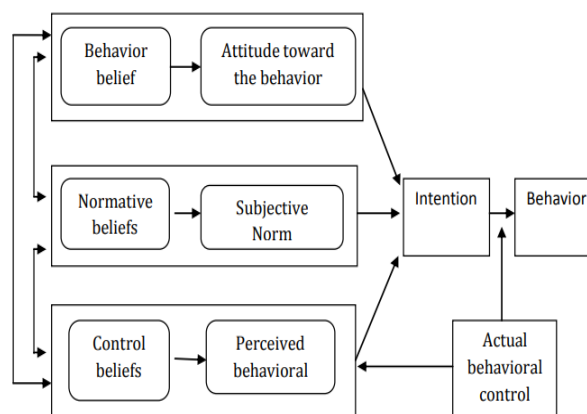 Behavior
belief
Attitude toward
the behavior
Normative
beliefs
Subjective
Norm
Intention
Behavior
Control
beliefs
Perceived
behavioral
Actual
behavioral
control